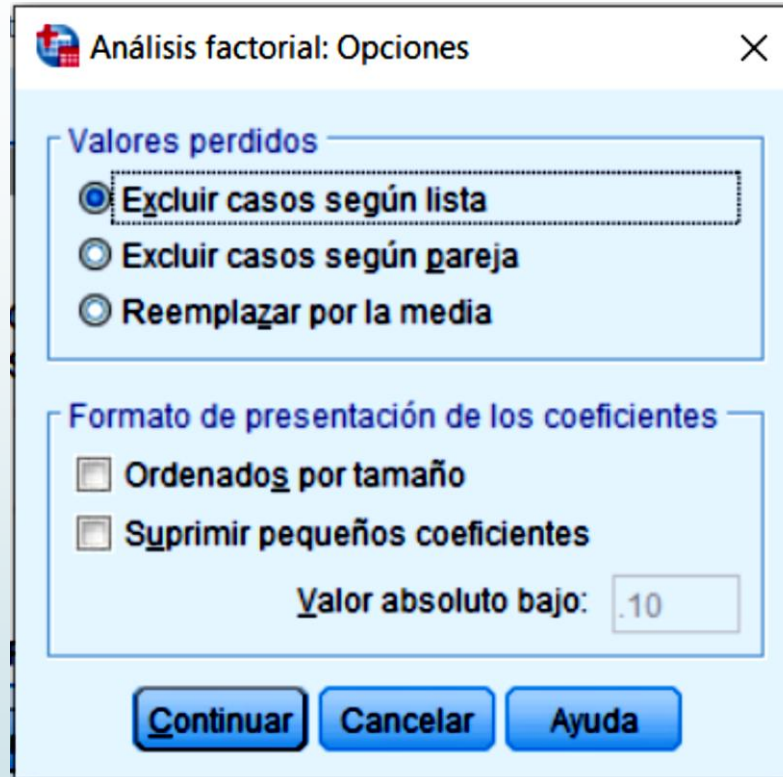 Análisis factorial: Opciones
Valores perdidos
Excluir casos según lista
Excluir casos según pareja
Reemplazar por la media
Formato de presentación de los coeficientes
Ordenados por tamaño
Suprimir pequeños coeficientes
Valor absoluto bajo: .10
Continuar Cancelar Ayuda